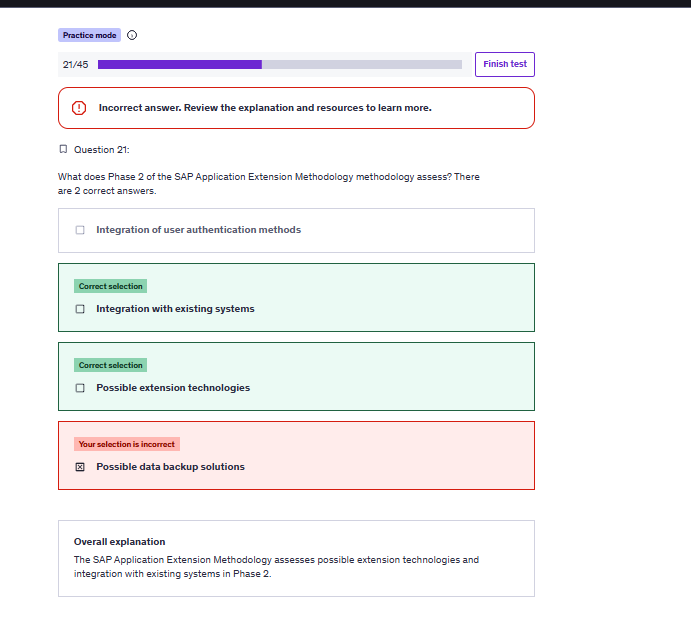 Practice mode
21/45
Finish test
Incorrect answer. Review the explanation and resources to learn more.
Question 21:
What does Phase 2 of the SAP Application Extension Methodology methodology assess? There
are 2 correct answers.
Integration of user authentication methods
Correct selection
Integration with existing systems
Correct selection
Possible extension technologies
Your selection is incorrect
Possible data backup solutions
Overall explanation
The SAP Application Extension Methodology assesses possible extension technologies and
integration with existing systems in Phase 2.